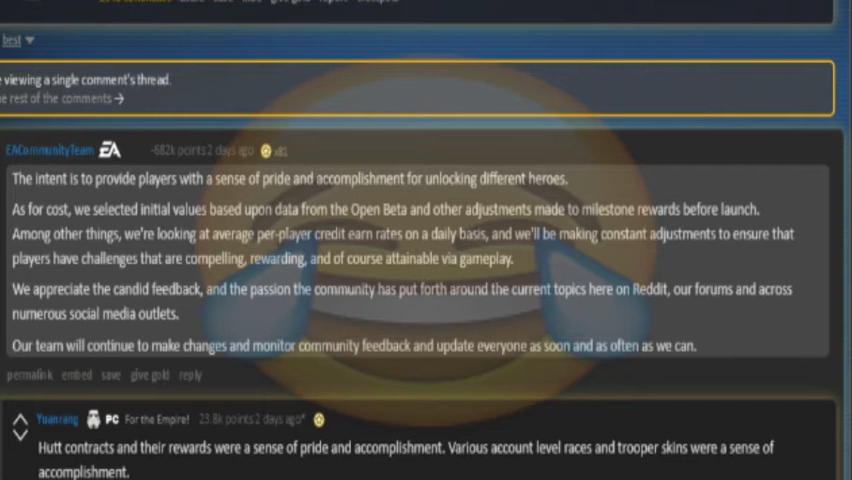 best
viewing a single comment's thread.
rest of the comments →
EACommunityTeam EA -682k points 2 days ago x81
The intent is to provide players with a sense of pride and accomplishment for unlocking different heroes.
As for cost, we selected initial values based upon data from the Open Beta and other adjustments made to milestone rewards before launch.
Among other things, we're looking at average per-player credit earn rates on a daily basis, and we'll be making constant adjustments to ensure that
players have challenges that are compelling, rewarding, and of course attainable via gameplay.
We appreciate the candid feedback, and the passion the community has put forth around the current topics here on Reddit, our forums and across
numerous social media outlets.
Our team will continue to make changes and monitor community feedback and update everyone as soon and as often as we can.
permalink embed save give gold reply
Yuanrang PC For the Empire! 23.8k points 2 days ago*
Hutt contracts and their rewards were a sense of pride and accomplishment. Various account level races and trooper skins were a sense of
accomplishment.